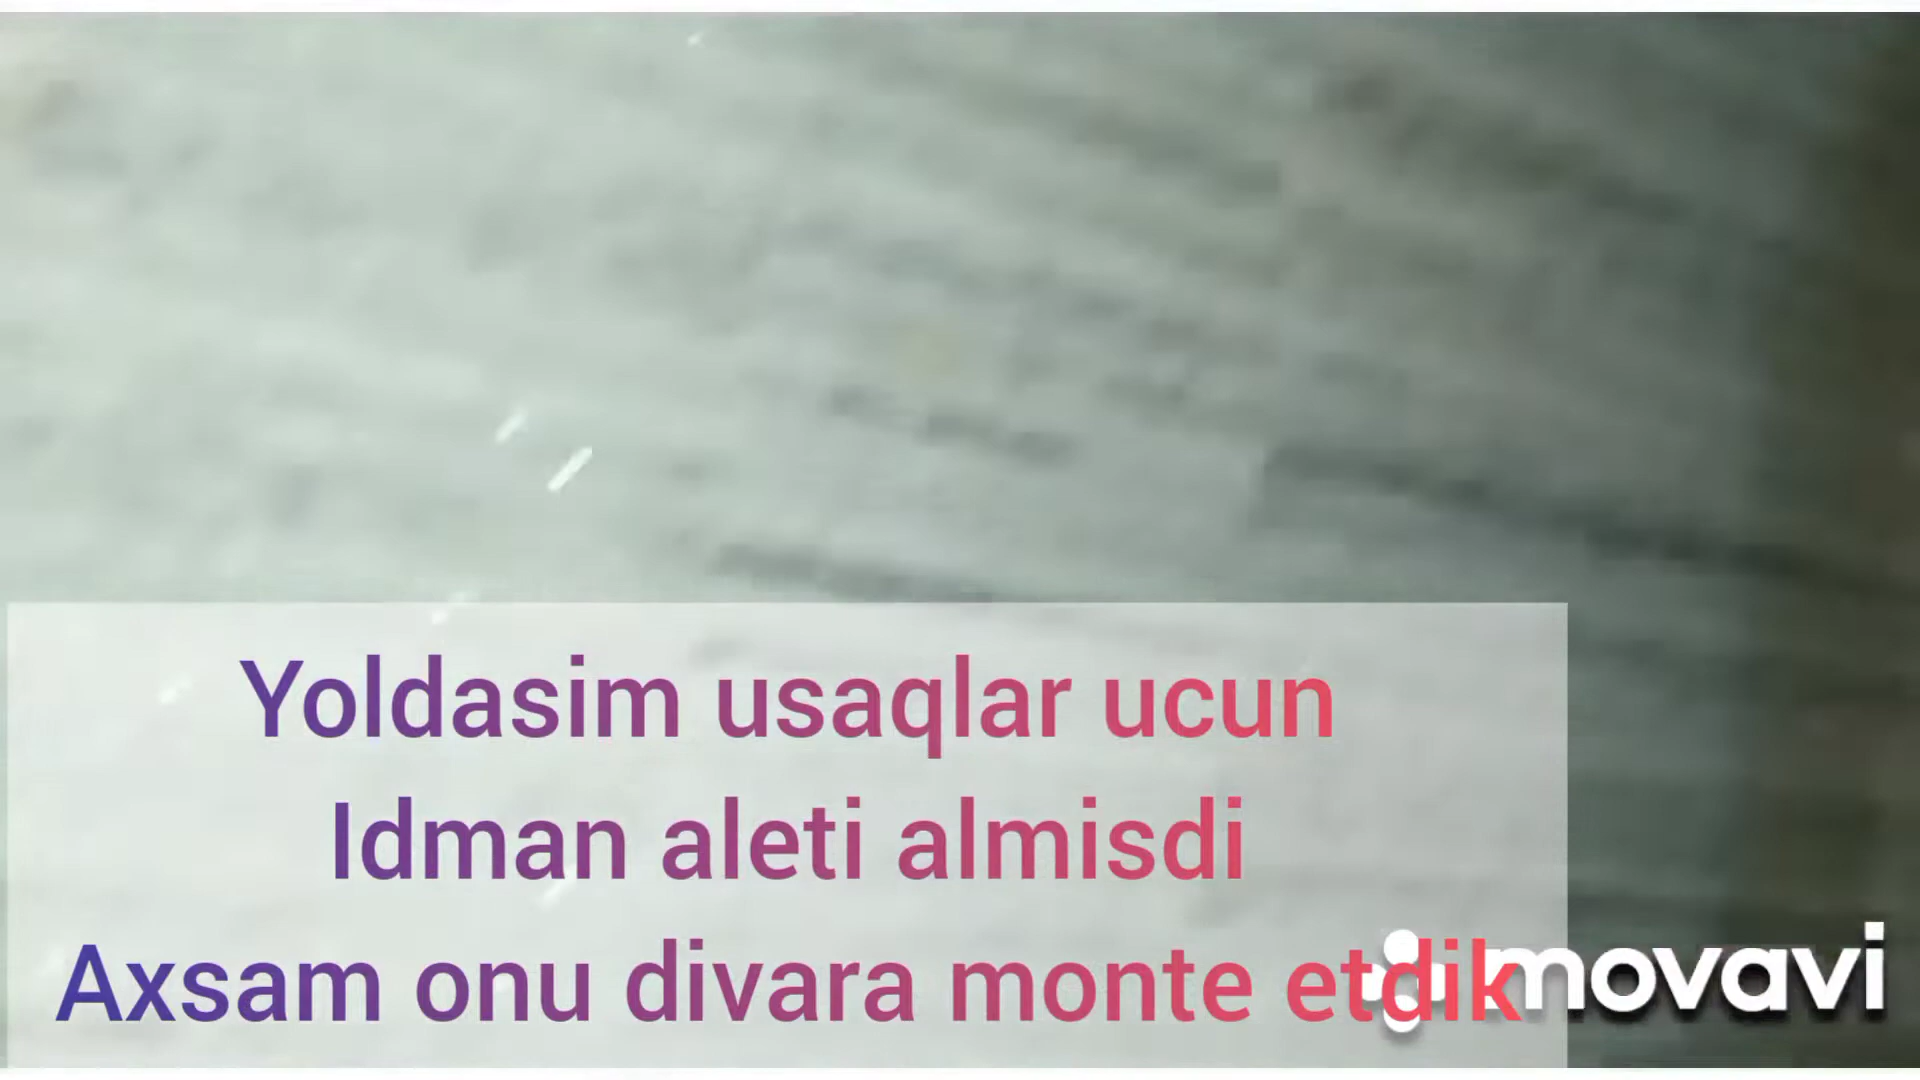 Yoldasim usaqlar ucun
Idman aleti almisdi
Axsam onu divara monte etdik
movavi